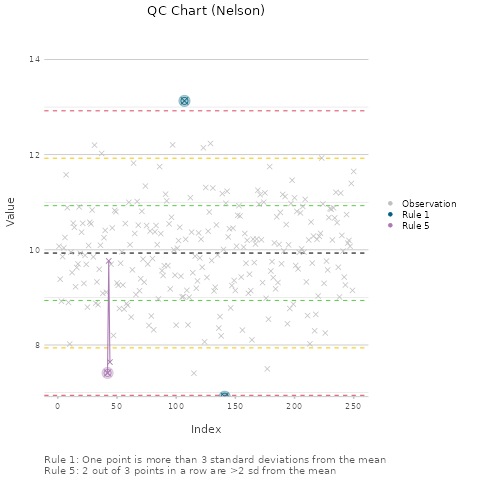 QC Chart (Nelson)
14
12
10
8
Value
0
50
100
150
200
250
Index
Observation
Rule 1
Rule 5
Rule 1: One point is more than 3 standard deviations from the mean
Rule 5: 2 out of 3 points in a row are >2 sd from the mean